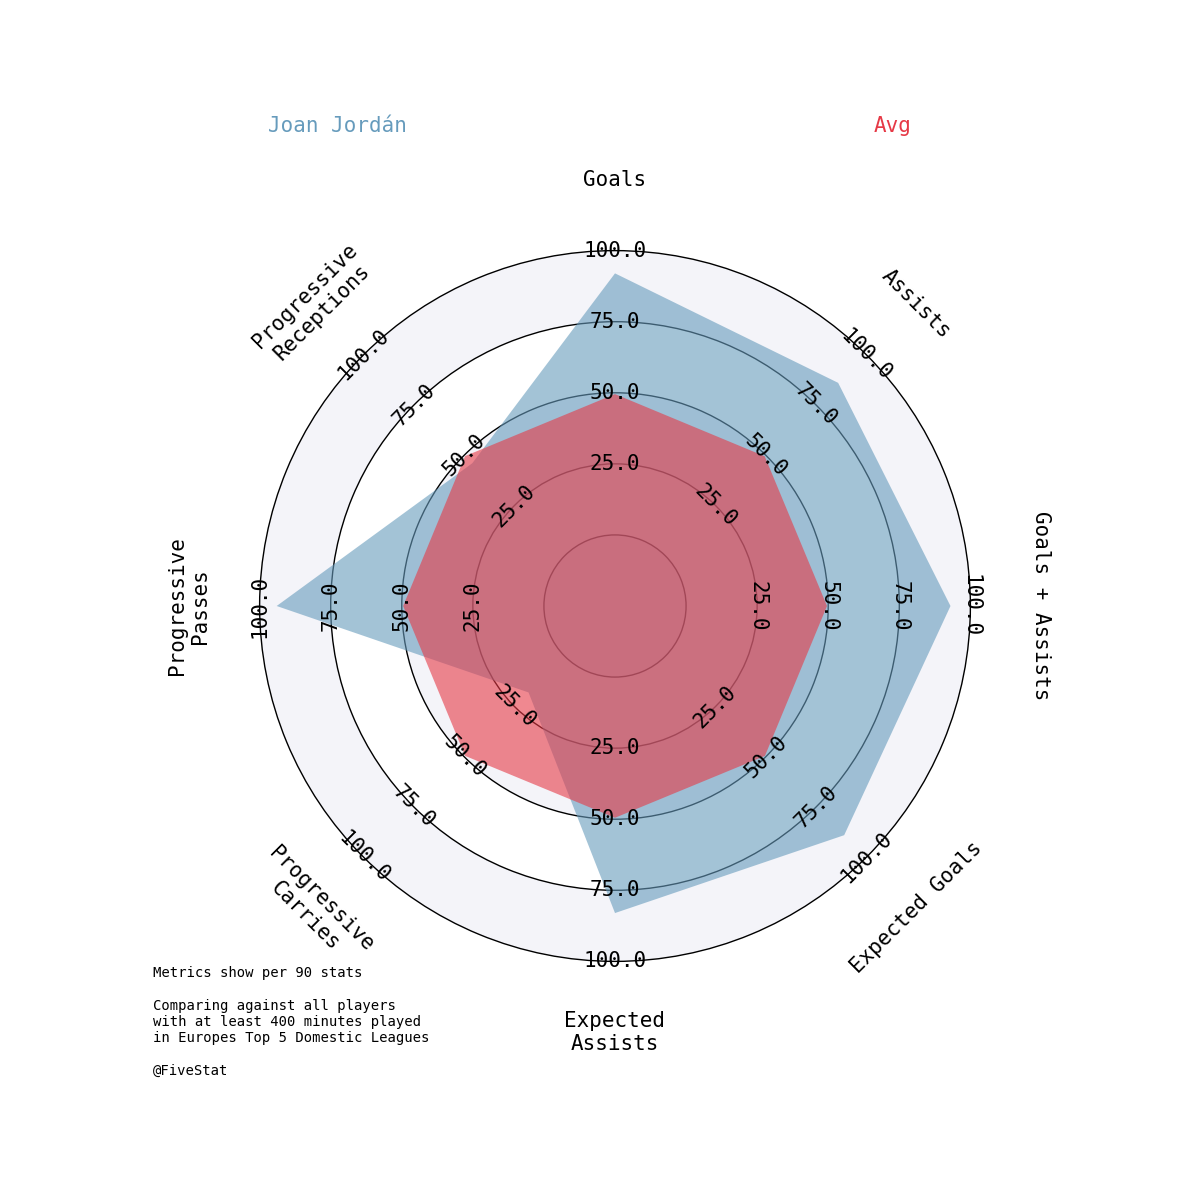 Joan Jordán
Avg
Goals
Assists
Goals + Assists
Expected Goals
Expected
Assists
Progressive
Carries
Progressive
Passes
Progressive
Receptions
25.0
50.0
75.0
100.0
25.0
50.0
75.0
100.0
25.0
50.0
75.0
100.0
25.0
50.0
75.0
100.0
25.0
50.0
75.0
100.0
25.0
50.0
75.0
100.0
25.0
50.0
75.0
100.0
25.0
50.0
75.0
100.0
Metrics show per 90 stats
Comparing against all players
with at least 400 minutes played
in Europes Top 5 Domestic Leagues
@FiveStat